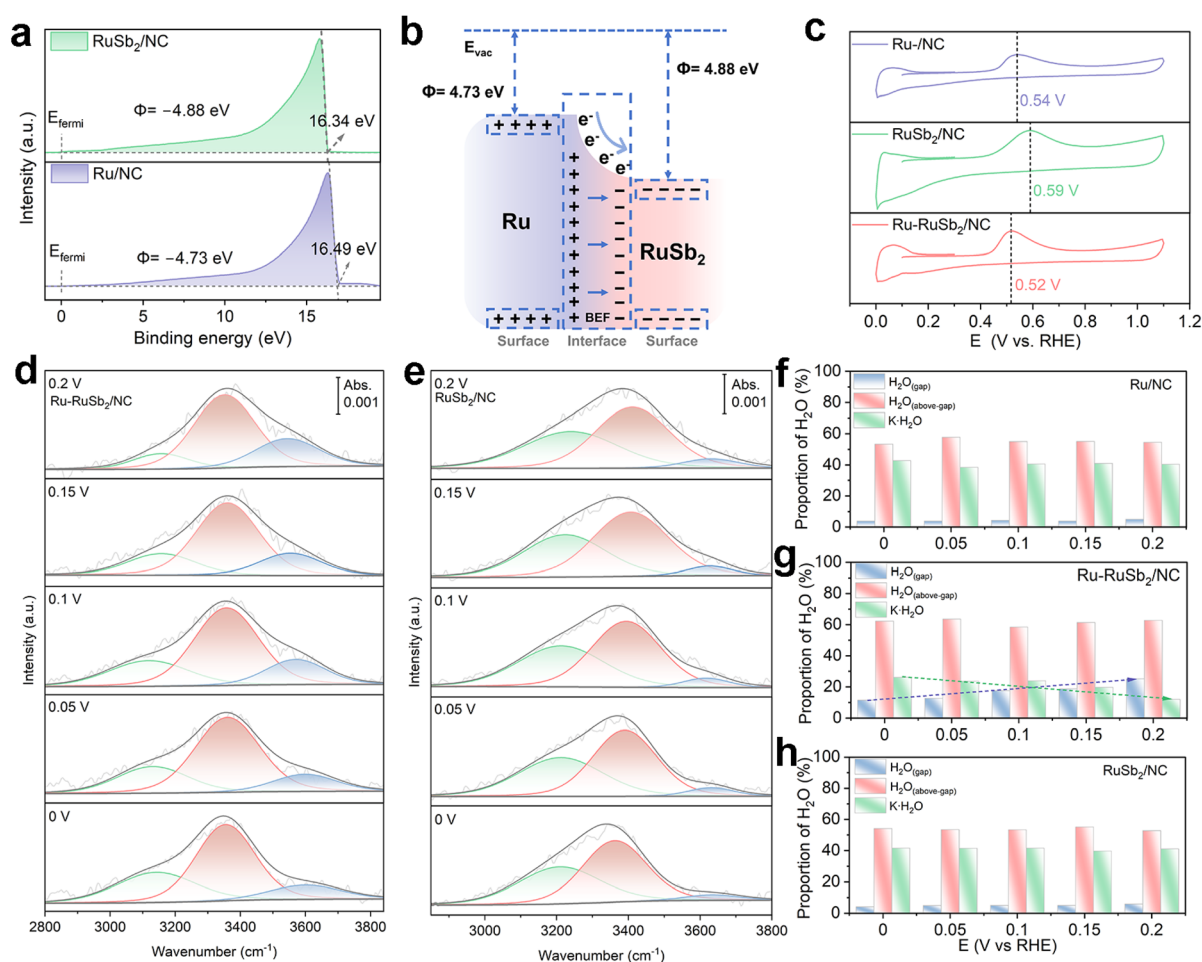 a
RuSb₂/NC
Φ= −4.88 eV
E_fermi
16.34 eV
Ru/NC
Φ= −4.73 eV
E_fermi
16.49 eV
Intensity (a.u.)
0 5 10 15
Binding energy (eV)
b
E_vac
Φ= 4.73 eV
Φ= 4.88 eV
+ + + +
e⁻
e⁻
e⁻
e⁻
− − − −
Ru
RuSb₂
+ + + +
BEF
− − − −
Surface Interface Surface
c
Ru-/NC
0.54 V
RuSb₂/NC
0.59 V
Ru-RuSb₂/NC
0.52 V
0.0 0.2 0.4 0.6 0.8 1.0 1.2
E (V vs. RHE)
d
0.2 V
Ru-RuSb₂/NC
Abs.
0.001
0.15 V
0.1 V
0.05 V
0 V
Intensity (a.u.)
2800 3000 3200 3400 3600 3800
Wavenumber (cm⁻¹)
e
0.2 V
RuSb₂/NC
Abs.
0.001
0.15 V
0.1 V
0.05 V
0 V
Intensity (a.u.)
3000 3200 3400 3600 3800
2800
Wavenumber (cm⁻¹)
f
H₂O(gap)
H₂O(above-gap)
K·H₂O
Ru/NC
Proportion of H₂O (%)
100
80
60
40
20
0
0 0.05 0.1 0.15 0.2
g
H₂O(gap)
H₂O(above-gap)
K·H₂O
Ru-RuSb₂/NC
Proportion of H₂O (%)
100
80
60
40
20
0
0 0.05 0.1 0.15 0.2
h
H₂O(gap)
H₂O(above-gap)
K·H₂O
RuSb₂/NC
Proportion of H₂O (%)
100
80
60
40
20
0
0 0.05 0.1 0.15 0.2
E (V vs RHE)